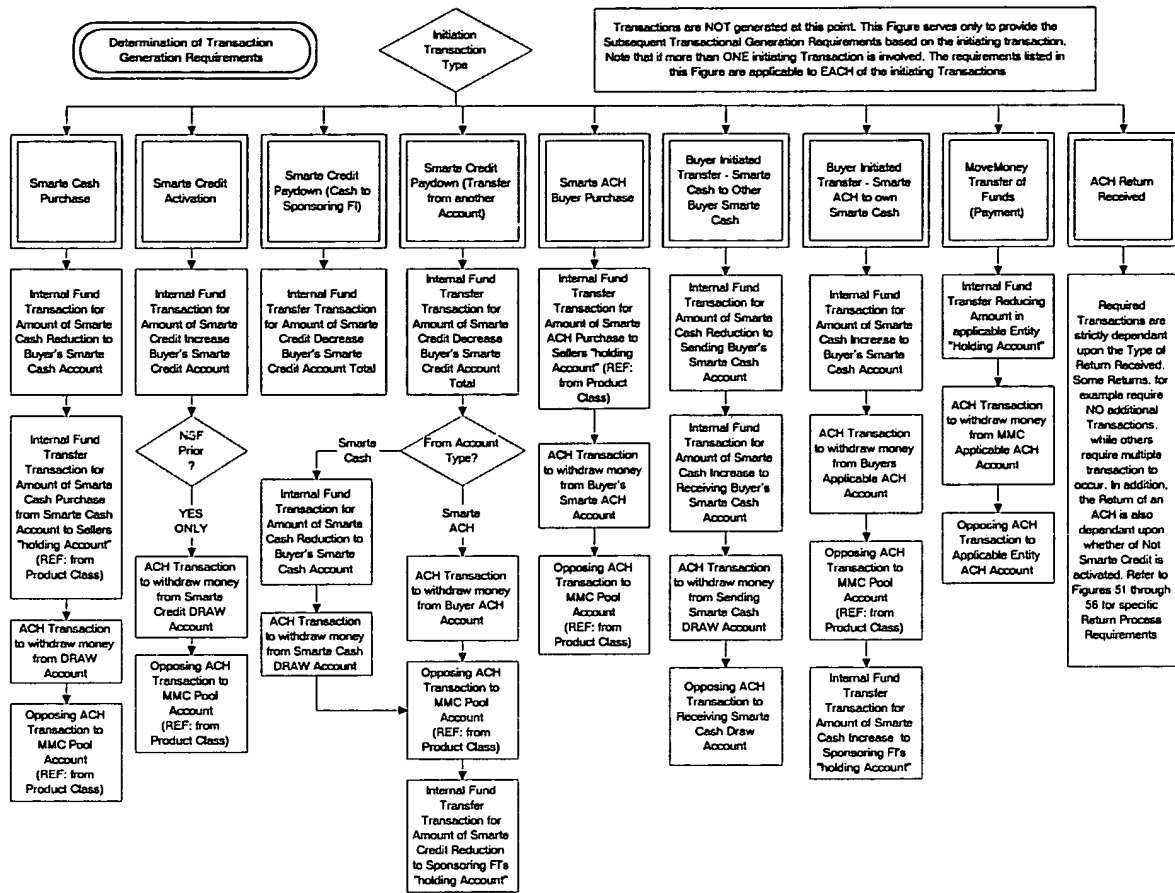 Determination of Transaction
Generation Requirements
Initiation
Transaction
Type
Transactions are NOT generated at this point. This Figure serves only to provide the
Subsequent Transactional Generation Requirements based on the initiating transaction.
Note that if more than ONE initiating Transaction is involved. The requirements listed in
this Figure are applicable to EACH of the initiating Transactions
Smarte Cash
Purchase
Smarte Credit
Activation
Smarte Credit
Paydown (Cash to
Sponsoring FI)
Smarte Credit
Paydown (Transfer
from another
Account)
Smarte ACH
Buyer Purchase
Buyer Initiated
Transfer - Smarte
Cash to Other
Buyer Smarte
Cash
Buyer Initiated
Transfer - Smarte
ACH to own
Smarte Cash
MoveMoney
Transfer of
Funds
(Payment)
ACH Return
Received
Internal Fund
Transaction for
Amount of Smarte
Cash Reduction to
Buyer's Smarte
Cash Account
Internal Fund
Transfer
Transaction for
Amount of Smarte
Cash Purchase
from Smarte Cash
Account to Sellers
"holding Account"
(REF: from
Product Class)
ACH Transaction
to withdraw money
from DRAW
Account
Opposing ACH
Transaction to
MMC Pool
Account
(REF: from
Product Class)
Internal Fund
Transaction for
Amount of Smarte
Credit Increase
Buyer's Smarte
Credit Account
NSF
Prior
?
YES
ONLY
ACH Transaction
to withdraw money
from Smarte
Credit DRAW
Account
Opposing ACH
Transaction to
MMC Pool
Account
(REF: from
Product Class)
Internal Fund
Transfer Transaction
for Amount of Smarte
Credit Decrease
Buyer's Smarte
Credit Account Total
Internal Fund
Transfer
Transaction for
Amount of Smarte
Credit Decrease
Buyer's Smarte
Credit Account
Total
From Account
Type?
Smarte
Cash
Internal Fund
Transaction for
Amount of Smarte
Cash Reduction to
Buyer's Smarte
Cash Account
ACH Transaction
to withdraw money
from Smarte Cash
DRAW Account
Smarte
ACH
ACH Transaction
to withdraw money
from Buyer ACH
Account
Opposing ACH
Transaction to
MMC Pool
Account
(REF: from
Product Class)
Internal Fund
Transfer
Transaction for
Amount of Smarte
Credit Reduction
to Sponsoring FI's
"holding Account"
Internal Fund
Transfer
Transaction for
Amount of Smarte
ACH Purchase to
Sellers "holding
Account" (REF:
from Product
Class)
ACH Transaction
to withdraw money
from Buyer's
Smarte ACH
Account
Opposing ACH
Transaction to
MMC Pool
Account
(REF: from
Product Class)
Internal Fund
Transaction for
Amount of Smarte
Cash Reduction to
Sending Buyer's
Smarte Cash
Account
Internal Fund
Transaction for
Amount of Smarte
Cash Increase to
Receiving Buyer's
Smarte Cash
Account
ACH Transaction
to withdraw money
from Sending
Smarte Cash
DRAW Account
Opposing ACH
Transaction to
Receiving Smarte
Cash Draw
Account
Internal Fund
Transaction for
Amount of Smarte
Cash Increse to
Buyer's Smarte
Cash Account
ACH Transaction
to withdraw money
from Buyers
Applicable ACH
Account
Opposing ACH
Transaction to
MMC Pool
Account
(REF: from
Product Class)
Internal Fund
Transfer
Transaction for
Amount of Smarte
Cash Increase to
Sponsoring FI's
"holding Account"
Internal Fund
Transfer Reducing
Amount in
applicable Entity
"Holding Account"
ACH Transaction
to withdraw money
from MMC
Applicable ACH
Account
Opposing ACH
Transaction to
Applicable Entity
ACH Account
Required
Transactions are
strictly dependant
upon the Type of
Return Received.
Some Returns, for
example require
NO additional
Transactions,
while others
require multiple
transaction to
occur. In addition,
the Return of an
ACH is also
dependant upon
whether of Not
Smarte Credit is
activated. Refer to
Figures 51 through
56 for specific
Return Process
Requirements